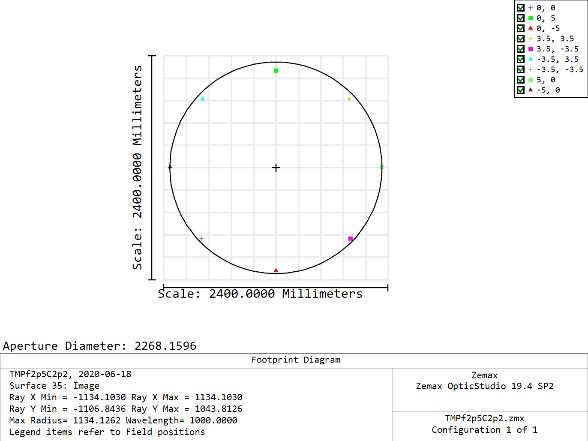 0, 0
0, 5
0, -5
3.5, 3.5
3.5, -3.5
-3.5, 3.5
-3.5, -3.5
5, 0
-5, 0
Scale: 2400.0000 Millimeters
Scale: 2400.0000 Millimeters
Aperture Diameter: 2268.1596
Footprint Diagram
TMPf2p5C2p2, 2020-06-18
Surface 35: Image
Ray X Min = -1134.1030 Ray X Max = 1134.1030
Ray Y Min = -1106.8436 Ray Y Max = 1043.8126
Max Radius= 1134.1262 Wavelength= 1000.0000
Legend items refer to Field positions
Zemax
Zemax OpticStudio 19.4 SP2
TMPf2p5C2p2.zmx
Configuration 1 of 1